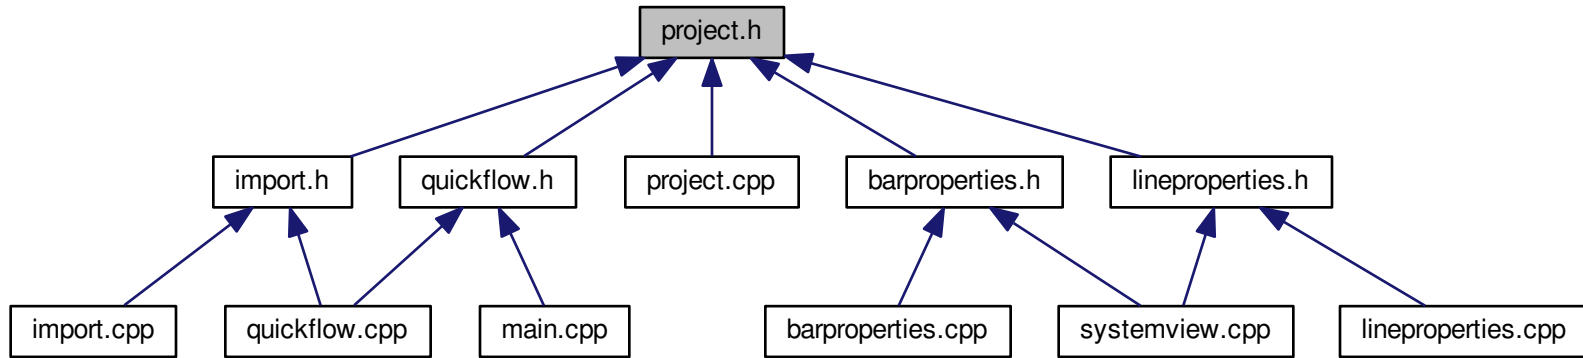 project.h
import.h
quickflow.h
project.cpp
barproperties.h
lineproperties.h
import.cpp
quickflow.cpp
main.cpp
barproperties.cpp
systemview.cpp
lineproperties.cpp